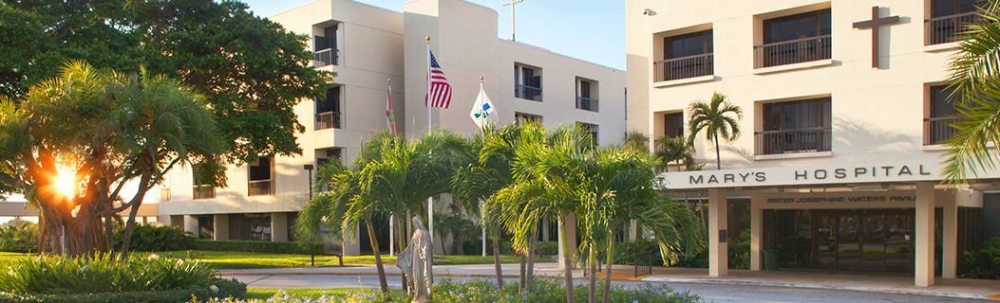 MARY'S HOSPITAL
SISTER JOSEPHINE WATERS PAVILION